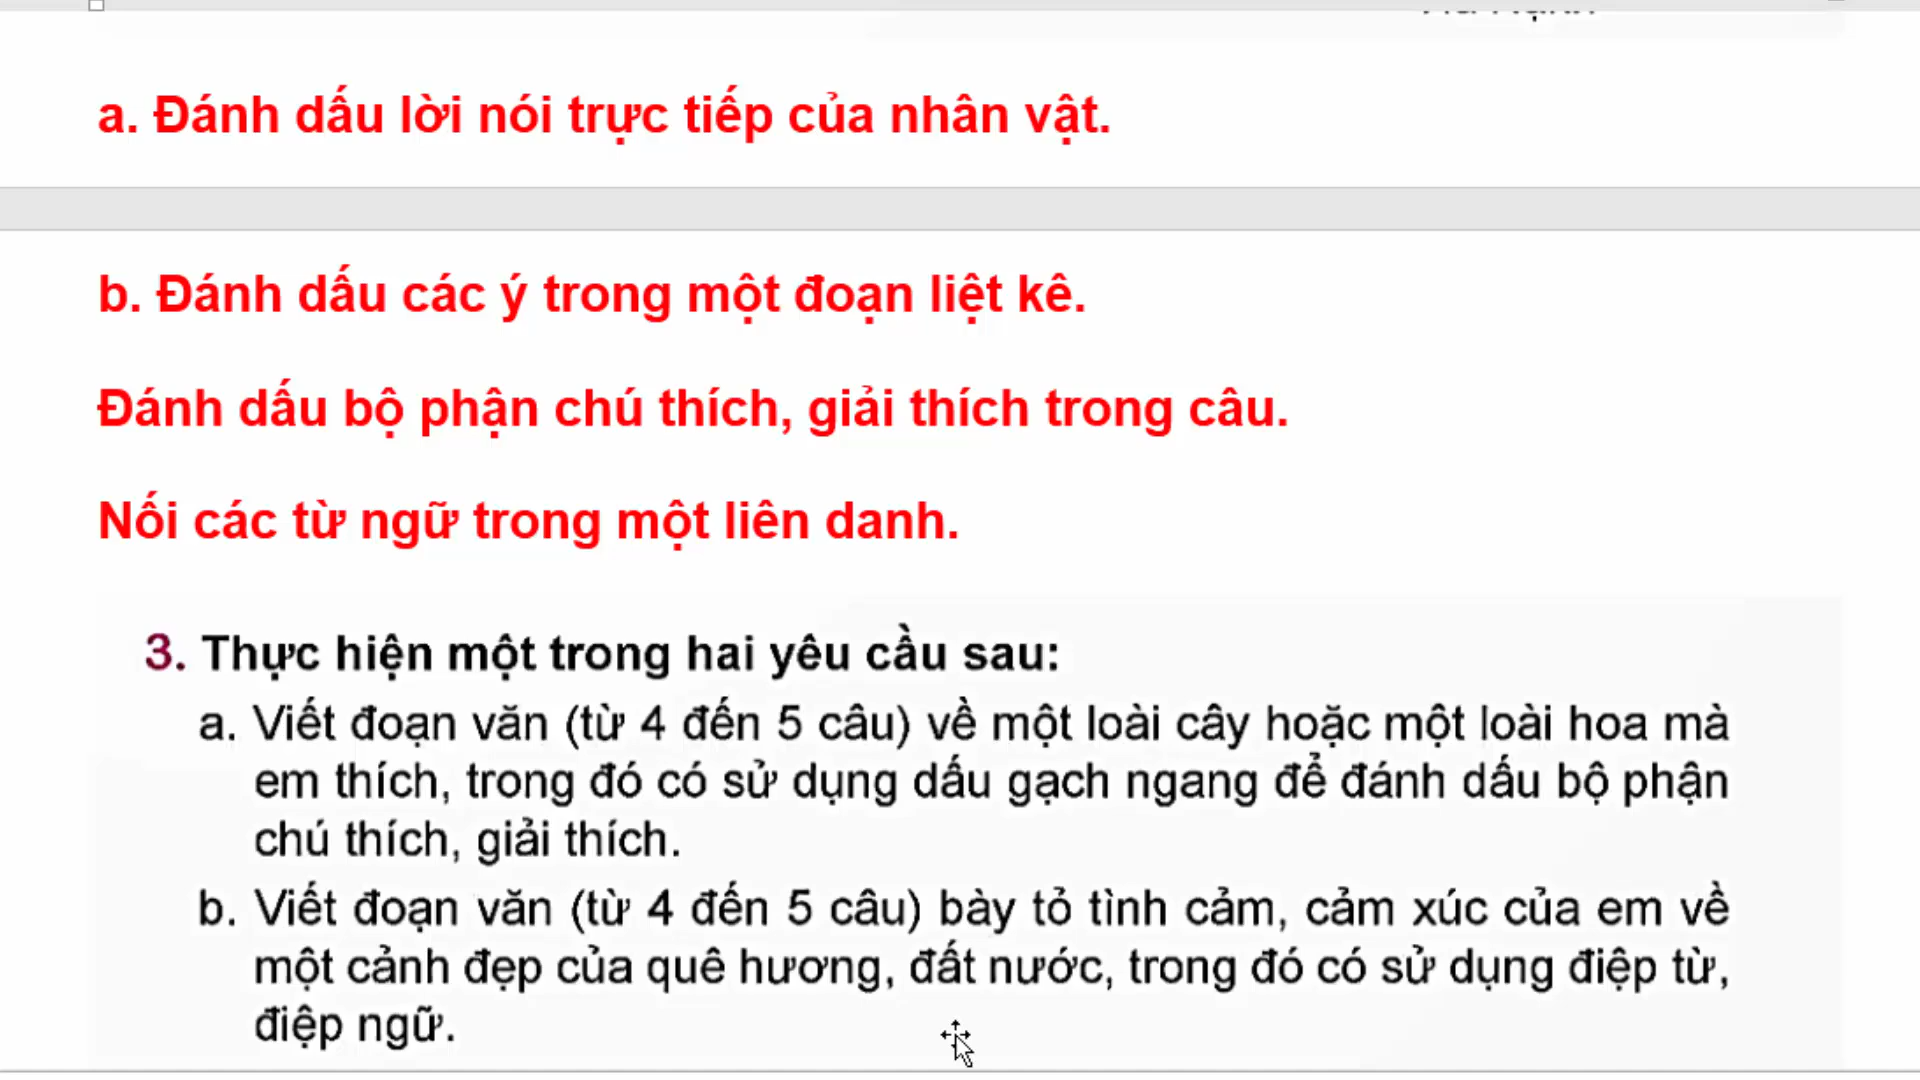 a. Đánh dấu lời nói trực tiếp của nhân vật.
b. Đánh dấu các ý trong một đoạn liệt kê.
Đánh dấu bộ phận chú thích, giải thích trong câu.
Nối các từ ngữ trong một liên danh.
3. Thực hiện một trong hai yêu cầu sau:
a. Viết đoạn văn (từ 4 đến 5 câu) về một loài cây hoặc một loài hoa mà
em thích, trong đó có sử dụng dấu gạch ngang để đánh dấu bộ phận
chú thích, giải thích.
b. Viết đoạn văn (từ 4 đến 5 câu) bày tỏ tình cảm, cảm xúc của em về
một cảnh đẹp của quê hương, đất nước, trong đó có sử dụng điệp từ,
điệp ngữ.